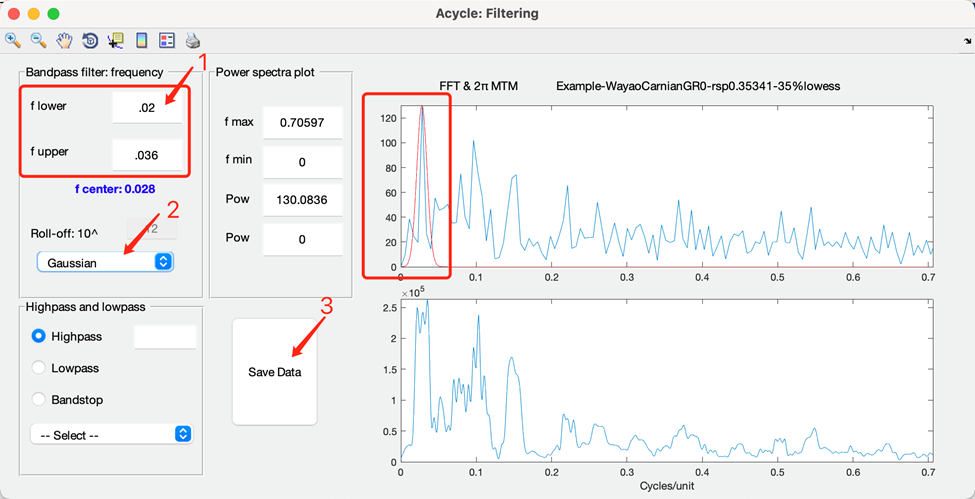 Acycle: Filtering
1
Bandpass filter: frequency
f lower .02
f upper .036
f center: 0.028
2
Roll-off: 10^ 12
Gaussian
Power spectra plot
f max 0.70597
f min 0
Pow 130.0836
Pow 0
Highpass and lowpass
Highpass
Lowpass
Bandstop
-- Select --
3
Save Data
FFT & 2π MTM Example-WayaoCarnianGR0-rsp0.35341-35%lowess
120
100
80
60
40
20
0
0 0.1 0.2 0.3 0.4 0.5 0.6 0.7
×10^5
2.5
2
1.5
1
0.5
0
0 0.1 0.2 0.3 0.4 0.5 0.6 0.7
Cycles/unit